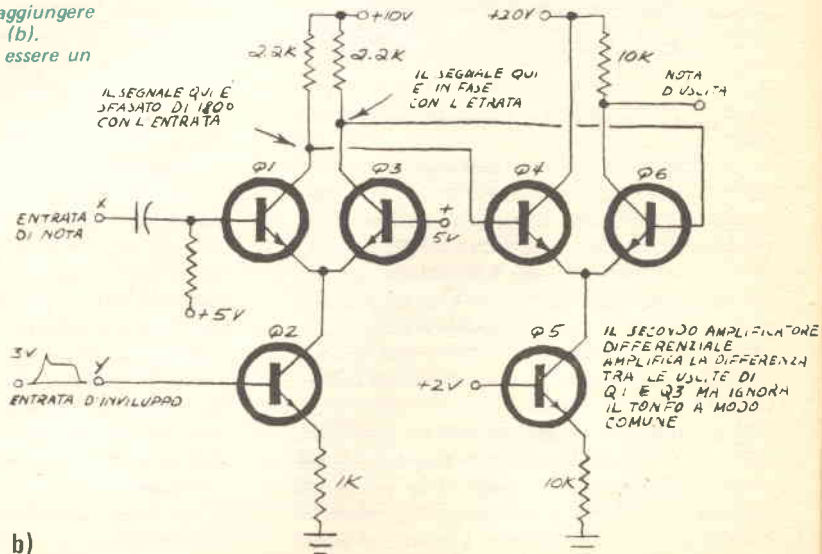 aggiungere
(b).
essere un
+10V
+20V
2.2K
2.2K
10K
IL SEGNALE QUI E
SFASATO DI 180°
CON L'ENTRATA
IL SEGNALE QUI
E IN FASE
CON L'ETRATA
NOTA
D'USCITA
Q1
Q3
Q4
Q6
ENTRATA
DI NOTA
X
+
5V
+5V
Q2
Q5
3V
Y
ENTRATA D'INVILUPPO
+2V
IL SECONDO AMPLIFICATORE
DIFFERENZIALE
AMPLIFICA LA DIFFERENZA
TRA LE USCITE DI
Q1 E Q3 MA IGNORA
IL TONFO A MODO
COMUNE
1K
10K
b)